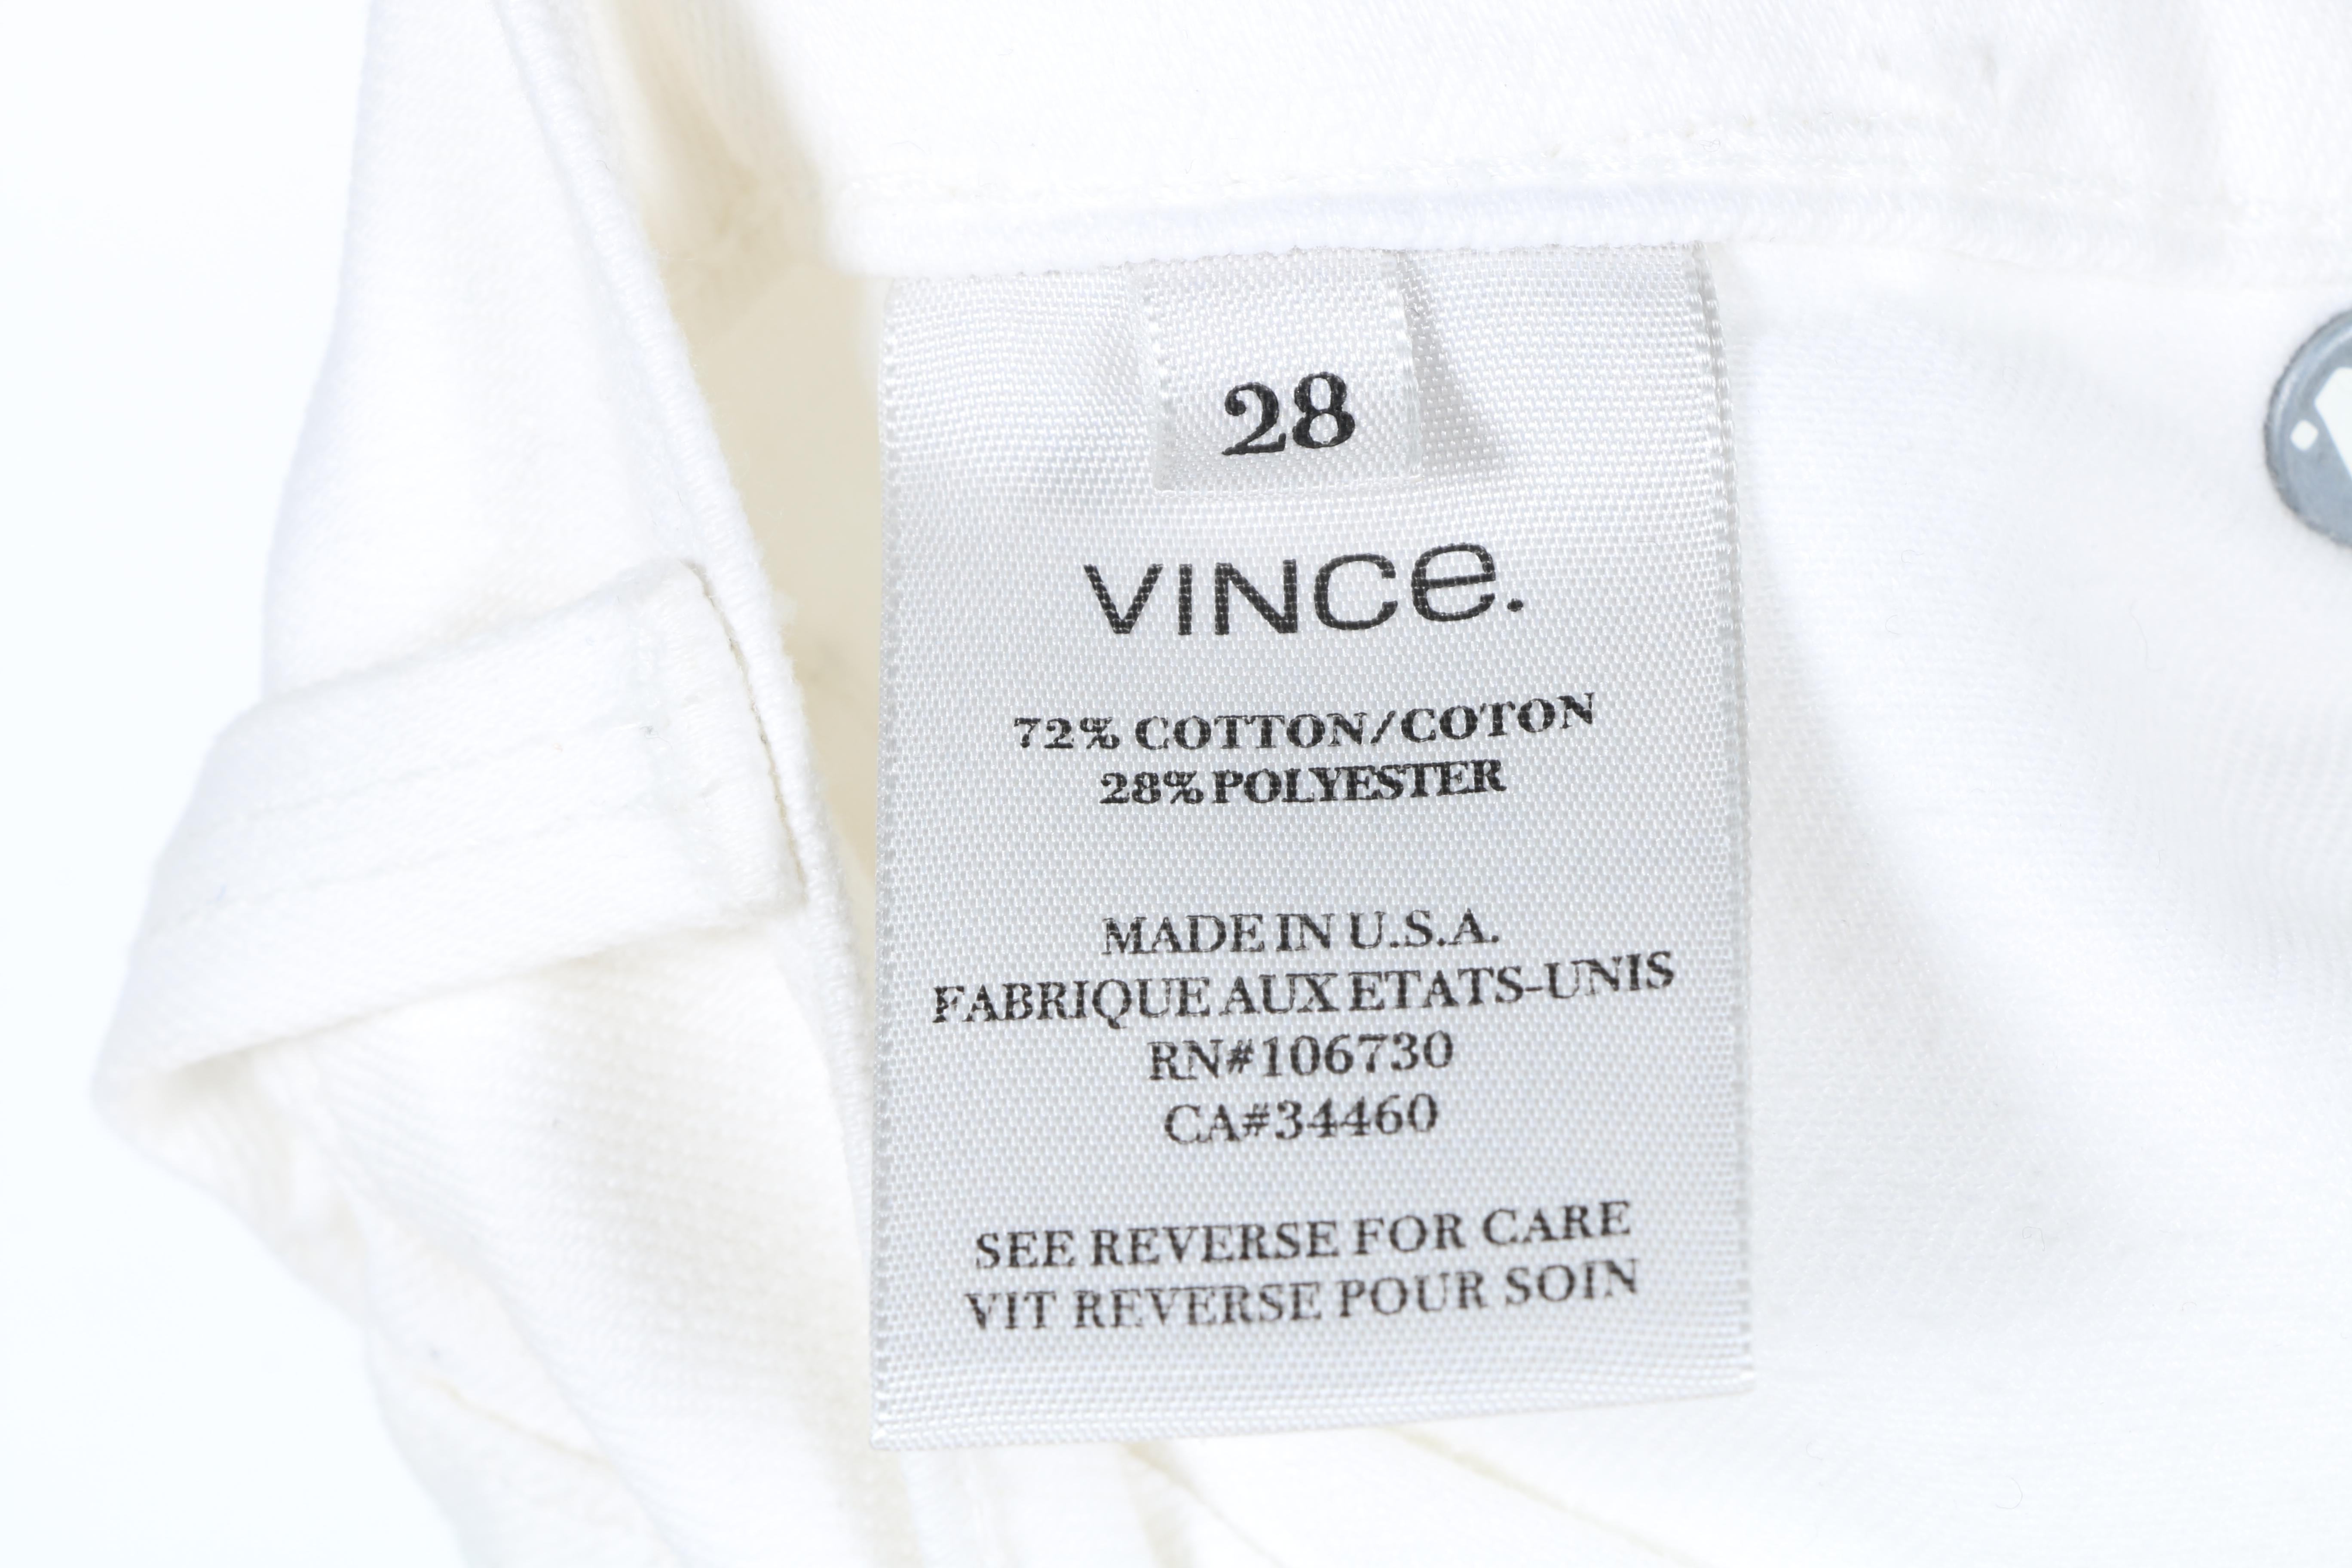 28
VINCe.
72% COTTON/COTON
28% POLYESTER
MADE IN U.S.A.
FABRIQUE AUX ETATS-UNIS
RN#106730
CA#34460
SEE REVERSE FOR CARE
VIT REVERSE POUR SOIN